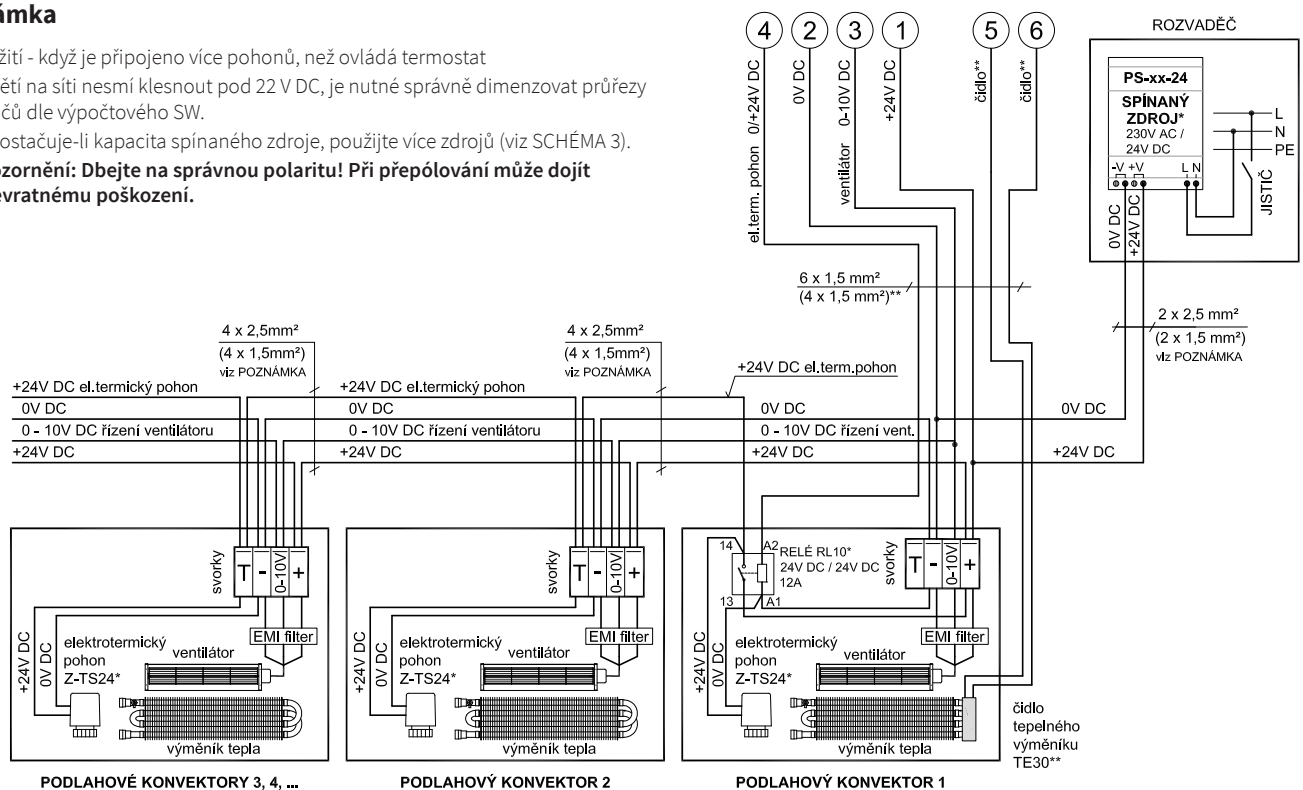 ámka
žití - když je připojeno více pohonů, než ovládá termostat
ětí na síti nesmí klesnout pod 22 V DC, je nutné správně dimenzovat průřezy
čů dle výpočtového SW.
ostačuje-li kapacita spínaného zdroje, použijte více zdrojů (viz SCHÉMA 3).
ozornění: Dbejte na správnou polaritu! Při přepólování může dojít
evratnému poškození.
4 2 3 1 5 6
el.term. pohon 0/+24V DC
0V DC
ventilátor 0-10V DC
+24V DC
čidlo**
čidlo**
ROZVADĚČ
PS-xx-24
SPÍNANÝ
ZDROJ*
230V AC /
24V DC
-V +V L N
L
N
PE
JISTIČ
0V DC
+24V DC
6 x 1,5 mm²
(4 x 1,5 mm²)**
2 x 2,5 mm²
(2 x 1,5 mm²)
viz POZNÁMKA
4 x 2,5mm²
(4 x 1,5mm²)
viz POZNÁMKA
4 x 2,5mm²
(4 x 1,5mm²)
viz POZNÁMKA
+24V DC el.term.pohon
+24V DC el.termický pohon
+24V DC el.termický pohon
0V DC
0V DC
0V DC
0V DC
0 - 10V DC řízení ventilátoru
0 - 10V DC řízení ventilátoru
0 - 10V DC řízení vent.
+24V DC
+24V DC
+24V DC
+24V DC
svorky
T - 0-10V +
EMI filter
+24V DC
0V DC
elektrotermický
pohon
Z-TS24*
ventilátor
výměník tepla
PODLAHOVÉ KONVEKTORY 3, 4, ...
svorky
T - 0-10V +
EMI filter
+24V DC
0V DC
elektrotermický
pohon
Z-TS24*
ventilátor
výměník tepla
PODLAHOVÝ KONVEKTOR 2
14 A2
RELÉ RL10*
24V DC / 24V DC
12A
13 A1
svorky
T - 0-10V +
EMI filter
+24V DC
0V DC
elektrotermický
pohon
Z-TS24*
ventilátor
výměník tepla
čidlo
tepelného
výměníku
TE30**
PODLAHOVÝ KONVEKTOR 1